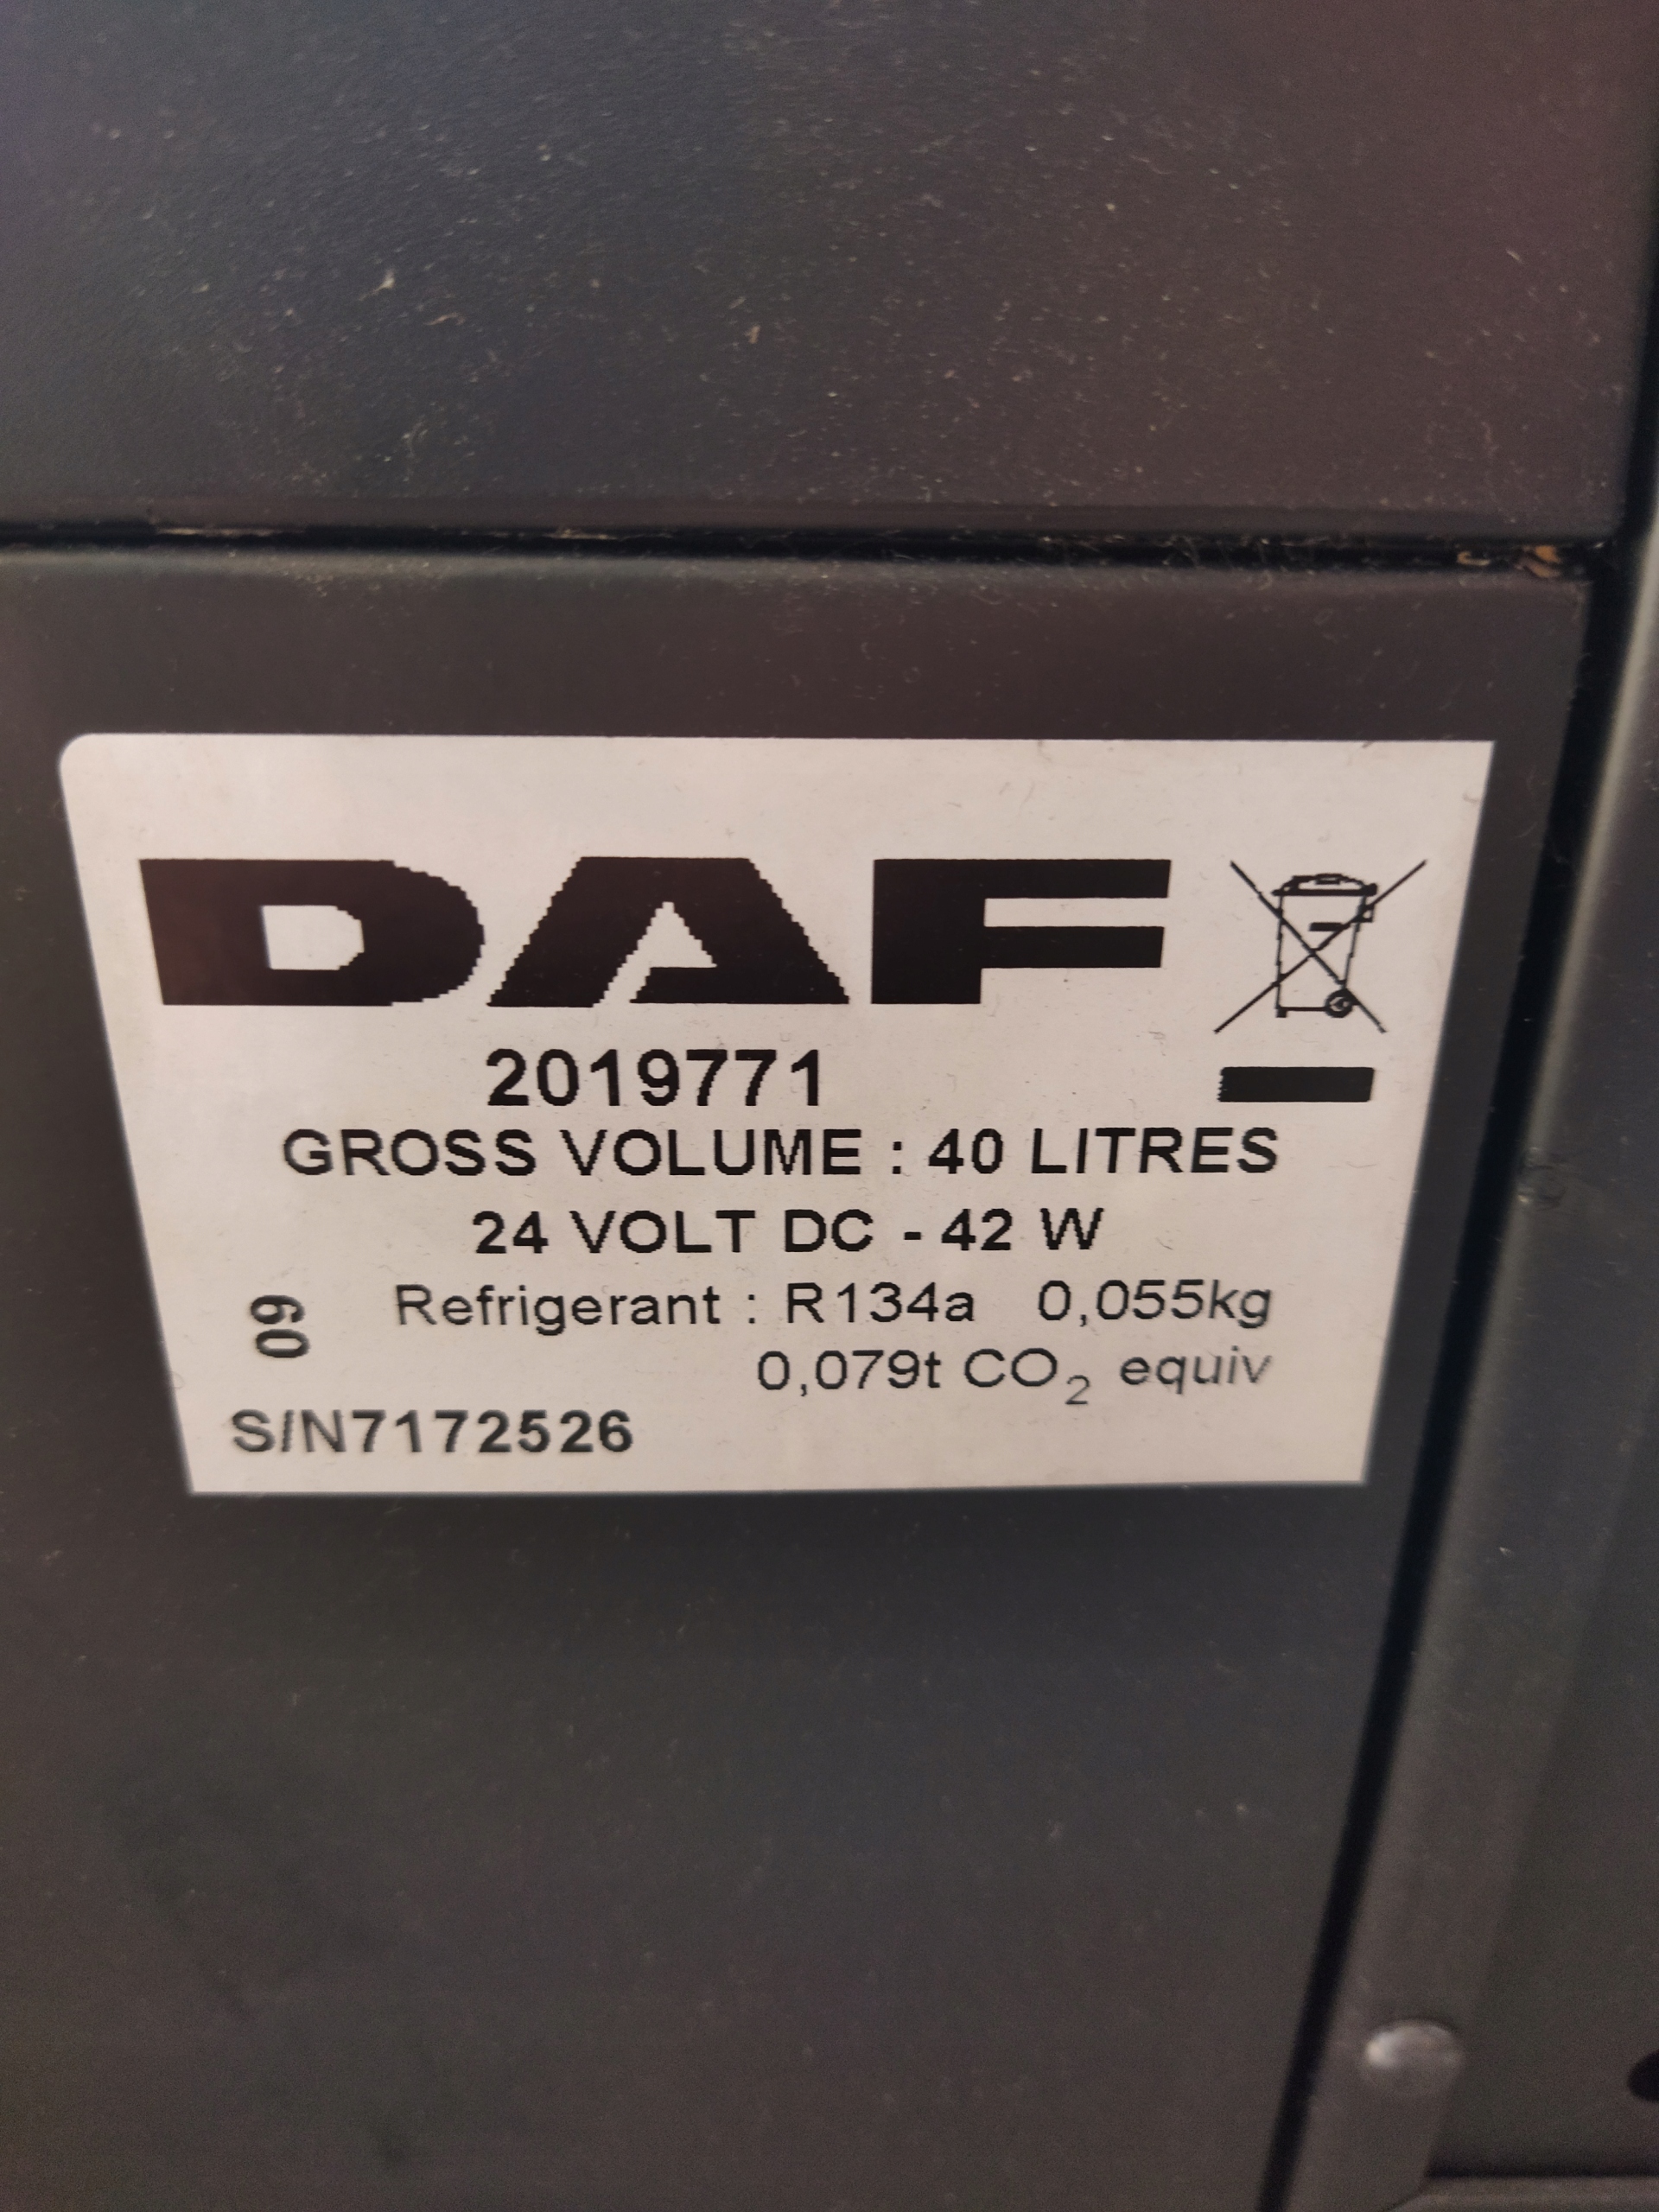 DAF
2019771
GROSS VOLUME : 40 LITRES
24 VOLT DC - 42 W
Refrigerant : R134a 0,055kg
60
0,079t CO₂ equiv
S/N7172526